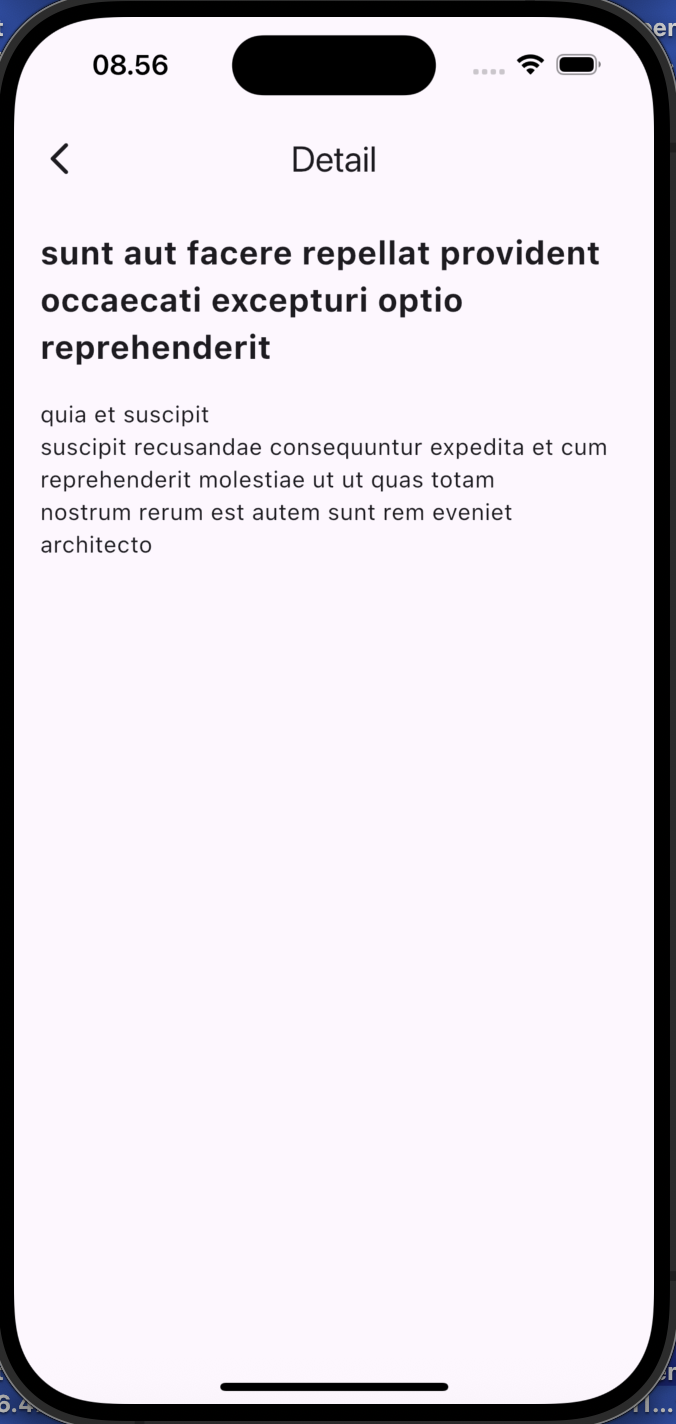 08.56
Detail
sunt aut facere repellat provident
occaecati excepturi optio
reprehenderit
quia et suscipit
suscipit recusandae consequuntur expedita et cum
reprehenderit molestiae ut ut quas totam
nostrum rerum est autem sunt rem eveniet
architecto